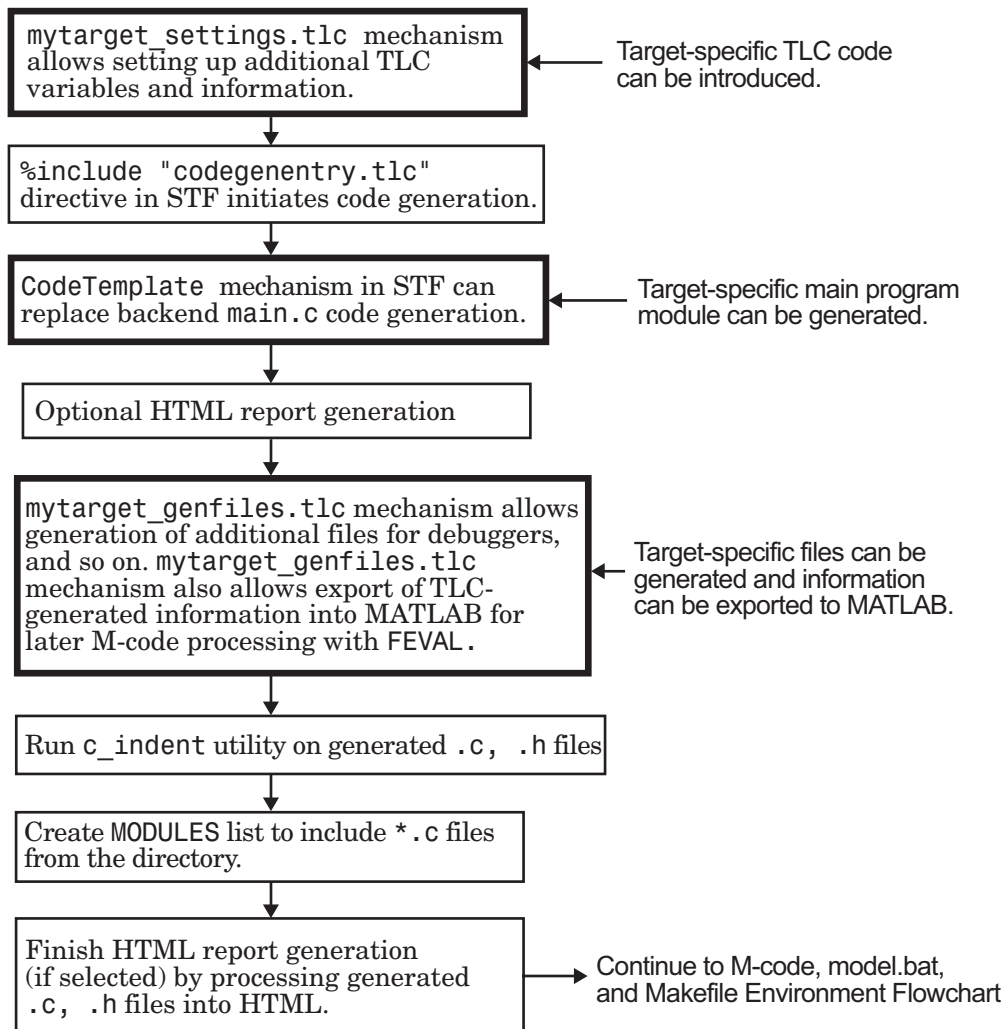 mytarget_settings.tlc mechanism
allows setting up additional TLC
variables and information.
Target-specific TLC code
can be introduced.
%include "codegenentry.tlc"
directive in STF initiates code generation.
CodeTemplate mechanism in STF can
replace backend main.c code generation.
Target-specific main program
module can be generated.
Optional HTML report generation
mytarget_genfiles.tlc mechanism allows
generation of additional files for debuggers,
and so on. mytarget_genfiles.tlc
mechanism also allows export of TLC-
generated information into MATLAB for
later M-code processing with FEVAL.
Target-specific files can be
generated and information
can be exported to MATLAB.
Run c_indent utility on generated .c, .h files
Create MODULES list to include *.c files
from the directory.
Finish HTML report generation
(if selected) by processing generated
.c, .h files into HTML.
Continue to M-code, model.bat,
and Makefile Environment Flowchart